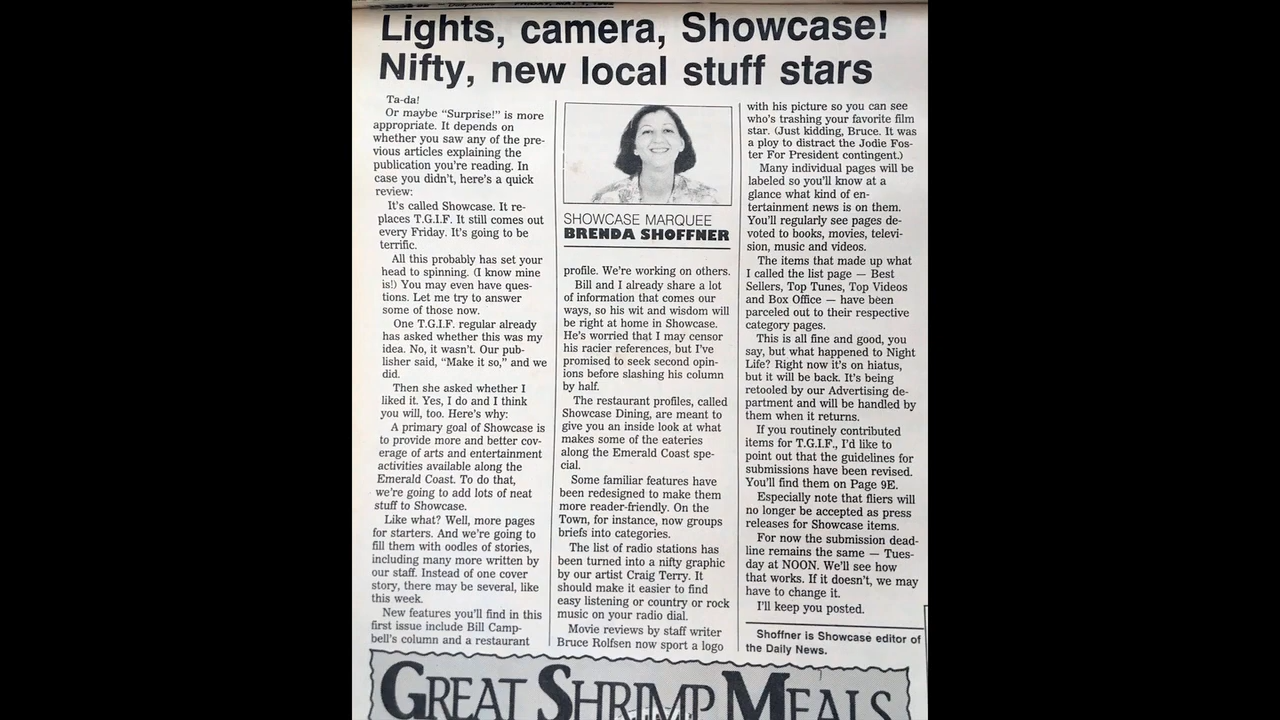 Lights, camera, Showcase!
Nifty, new local stuff stars
Ta-da!
Or maybe “Surprise!” is more
appropriate. It depends on
whether you saw any of the pre-
vious articles explaining the
publication you’re reading. In
case you didn’t, here’s a quick
review:
It’s called Showcase. It re-
places T.G.I.F. It still comes out
every Friday. It’s going to be
terrific.
All this probably has set your
head to spinning. (I know mine
is!) You may even have ques-
tions. Let me try to answer
some of those now.
One T.G.I.F. regular already
has asked whether this was my
idea. No, it wasn’t. Our pub-
lisher said, “Make it so,” and we
did.
Then she asked whether I
liked it. Yes, I do and I think
you will, too. Here’s why:
A primary goal of Showcase is
to provide more and better cov-
erage of arts and entertainment
activities available along the
Emerald Coast. To do that,
we’re going to add lots of neat
stuff to Showcase.
Like what? Well, more pages
for starters. And we’re going to
fill them with oodles of stories,
including many more written by
our staff. Instead of one cover
story, there may be several, like
this week.
New features you’ll find in this
first issue include Bill Camp-
bell’s column and a restaurant
SHOWCASE MARQUEE
BRENDA SHOFFNER
profile. We’re working on others.
Bill and I already share a lot
of information that comes our
ways, so his wit and wisdom will
be right at home in Showcase.
He’s worried that I may censor
his racier references, but I’ve
promised to seek second opin-
ions before slashing his column
by half.
The restaurant profiles, called
Showcase Dining, are meant to
give you an inside look at what
makes some of the eateries
along the Emerald Coast spe-
cial.
Some familiar features have
been redesigned to make them
more reader-friendly. On the
Town, for instance, now groups
briefs into categories.
The list of radio stations has
been turned into a nifty graphic
by our artist Craig Terry. It
should make it easier to find
easy listening or country or rock
music on your radio dial.
Movie reviews by staff writer
Bruce Rolfsen now sport a logo
with his picture so you can see
who’s trashing your favorite film
star. (Just kidding, Bruce. It was
a ploy to distract the Jodie Fos-
ter For President contingent.)
Many individual pages will be
labeled so you’ll know at a
glance what kind of en-
tertainment news is on them.
You’ll regularly see pages de-
voted to books, movies, televi-
sion, music and videos.
The items that made up what
I called the list page — Best
Sellers, Top Tunes, Top Videos
and Box Office — have been
parceled out to their respective
category pages.
This is all fine and good, you
say, but what happened to Night
Life? Right now it’s on hiatus,
but it will be back. It’s being
retooled by our Advertising de-
partment and will be handled by
them when it returns.
If you routinely contributed
items for T.G.I.F., I’d like to
point out that the guidelines for
submissions have been revised.
You’ll find them on Page 9E.
Especially note that fliers will
no longer be accepted as press
releases for Showcase items.
For now the submission dead-
line remains the same — Tues-
day at NOON. We’ll see how
that works. If it doesn’t, we may
have to change it.
I’ll keep you posted.
Shoffner is Showcase editor of
the Daily News.
GREAT SHRIMP MEALS